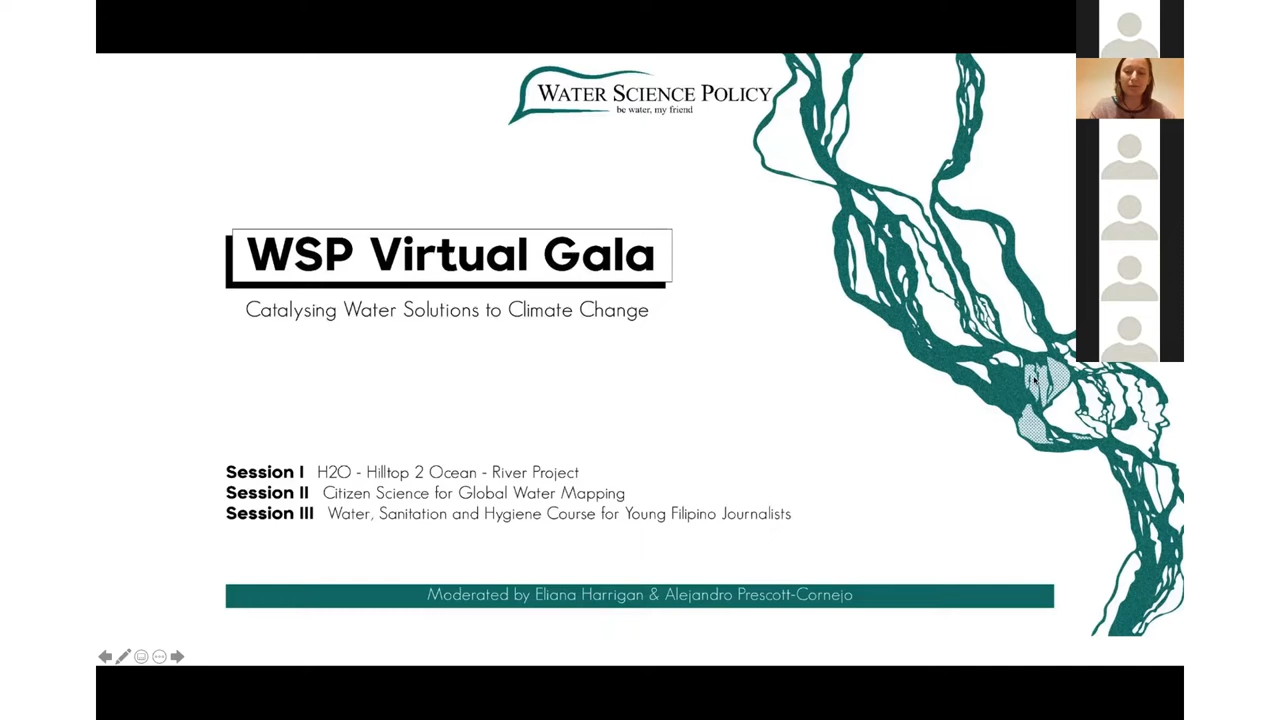 WATER SCIENCE POLICY
be water, my friend
WSP Virtual Gala
Catalysing Water Solutions to Climate Change
Session I H2O - Hilltop 2 Ocean - River Project
Session II Citizen Science for Global Water Mapping
Session III Water, Sanitation and Hygiene Course for Young Filipino Journalists
Moderated by Eliana Harrigan & Alejandro Prescott-Cornejo